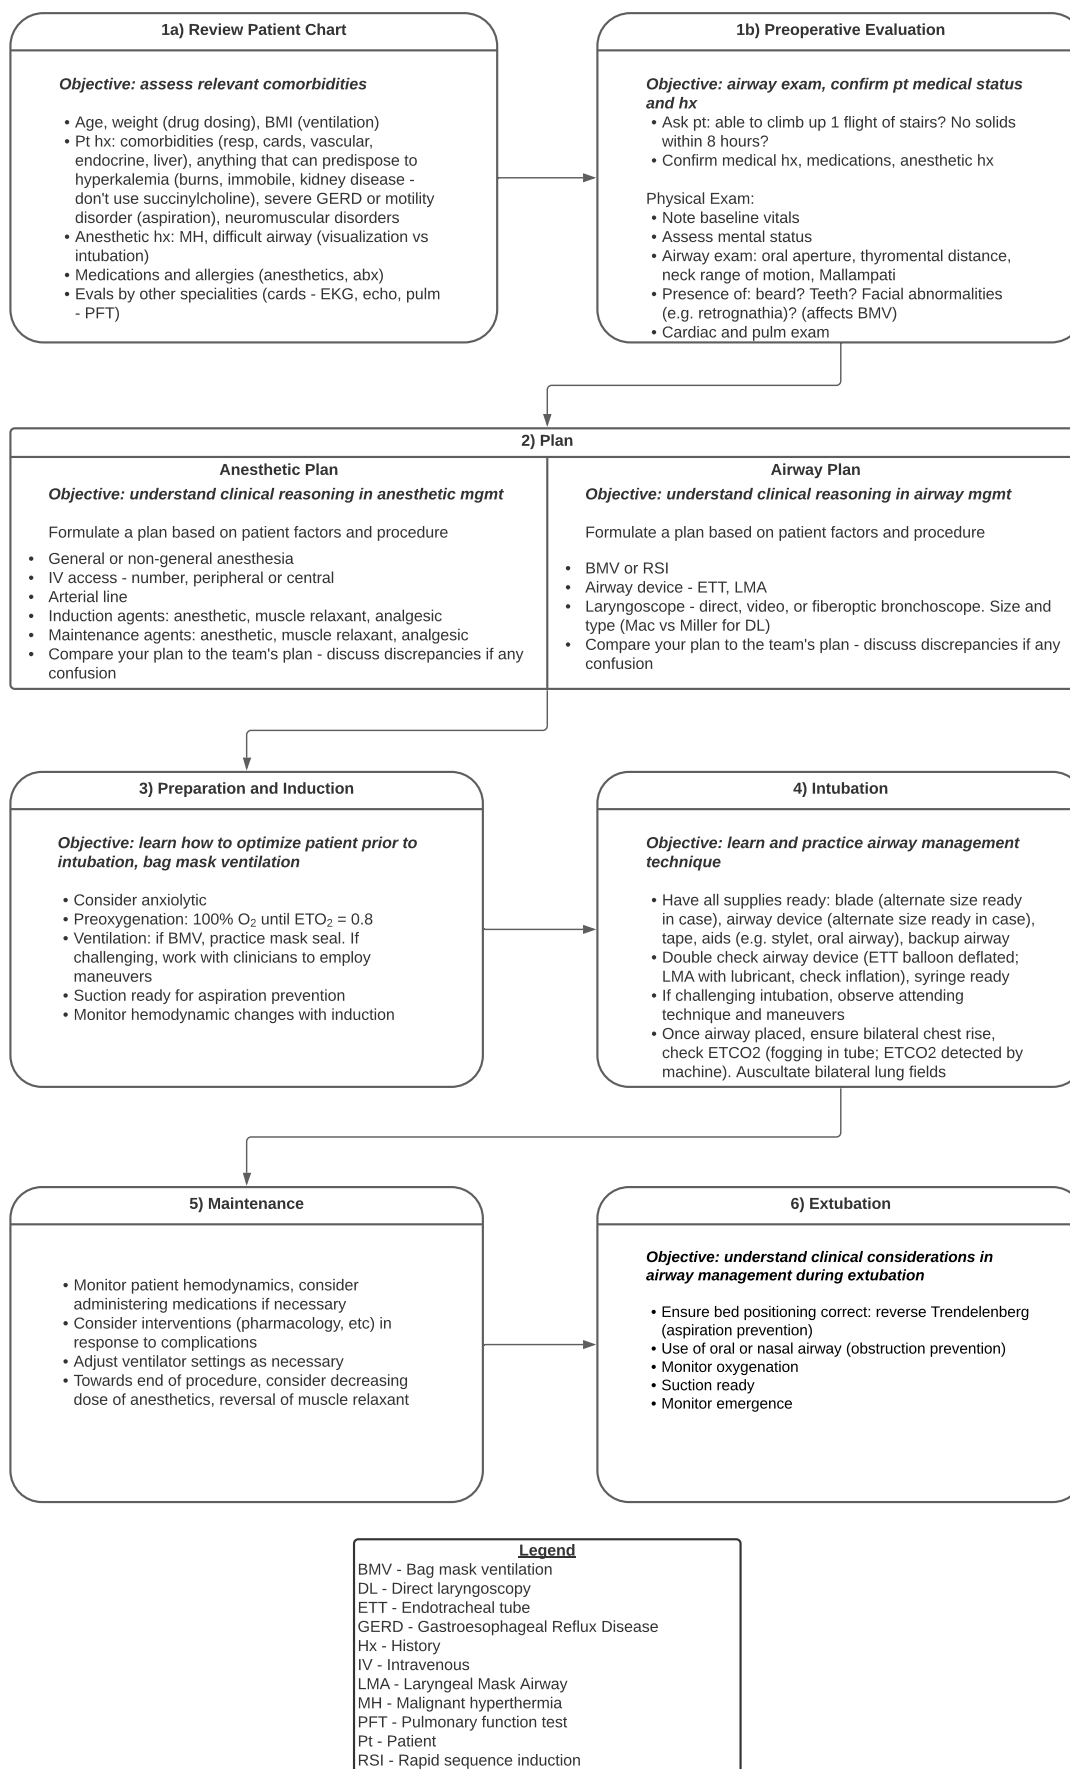 1a) Review Patient Chart
Objective: assess relevant comorbidities
• Age, weight (drug dosing), BMI (ventilation)
• Pt hx: comorbidities (resp, cards, vascular,
endocrine, liver), anything that can predispose to
hyperkalemia (burns, immobile, kidney disease -
don't use succinylcholine), severe GERD or motility
disorder (aspiration), neuromuscular disorders
• Anesthetic hx: MH, difficult airway (visualization vs
intubation)
• Medications and allergies (anesthetics, abx)
• Evals by other specialities (cards - EKG, echo, pulm
- PFT)
1b) Preoperative Evaluation
Objective: airway exam, confirm pt medical status
and hx
• Ask pt: able to climb up 1 flight of stairs? No solids
within 8 hours?
• Confirm medical hx, medications, anesthetic hx
Physical Exam:
• Note baseline vitals
• Assess mental status
• Airway exam: oral aperture, thyromental distance,
neck range of motion, Mallampati
• Presence of: beard? Teeth? Facial abnormalities
(e.g. retrognathia)? (affects BMV)
• Cardiac and pulm exam
2) Plan
Anesthetic Plan
Objective: understand clinical reasoning in anesthetic mgmt
Formulate a plan based on patient factors and procedure
• General or non-general anesthesia
• IV access - number, peripheral or central
• Arterial line
• Induction agents: anesthetic, muscle relaxant, analgesic
• Maintenance agents: anesthetic, muscle relaxant, analgesic
• Compare your plan to the team's plan - discuss discrepancies if any
confusion
Airway Plan
Objective: understand clinical reasoning in airway mgmt
Formulate a plan based on patient factors and procedure
• BMV or RSI
• Airway device - ETT, LMA
• Laryngoscope - direct, video, or fiberoptic bronchoscope. Size and
type (Mac vs Miller for DL)
• Compare your plan to the team's plan - discuss discrepancies if any
confusion
3) Preparation and Induction
Objective: learn how to optimize patient prior to
intubation, bag mask ventilation
• Consider anxiolytic
• Preoxygenation: 100% O₂ until ETO₂ = 0.8
• Ventilation: if BMV, practice mask seal. If
challenging, work with clinicians to employ
maneuvers
• Suction ready for aspiration prevention
• Monitor hemodynamic changes with induction
4) Intubation
Objective: learn and practice airway management
technique
• Have all supplies ready: blade (alternate size ready
in case), airway device (alternate size ready in case),
tape, aids (e.g. stylet, oral airway), backup airway
• Double check airway device (ETT balloon deflated;
LMA with lubricant, check inflation), syringe ready
• If challenging intubation, observe attending
technique and maneuvers
• Once airway placed, ensure bilateral chest rise,
check ETCO2 (fogging in tube; ETCO2 detected by
machine). Auscultate bilateral lung fields
5) Maintenance
• Monitor patient hemodynamics, consider
administering medications if necessary
• Consider interventions (pharmacology, etc) in
response to complications
• Adjust ventilator settings as necessary
• Towards end of procedure, consider decreasing
dose of anesthetics, reversal of muscle relaxant
6) Extubation
Objective: understand clinical considerations in
airway management during extubation
• Ensure bed positioning correct: reverse Trendelenberg
(aspiration prevention)
• Use of oral or nasal airway (obstruction prevention)
• Monitor oxygenation
• Suction ready
• Monitor emergence
Legend
BMV - Bag mask ventilation
DL - Direct laryngoscopy
ETT - Endotracheal tube
GERD - Gastroesophageal Reflux Disease
Hx - History
IV - Intravenous
LMA - Laryngeal Mask Airway
MH - Malignant hyperthermia
PFT - Pulmonary function test
Pt - Patient
RSI - Rapid sequence induction